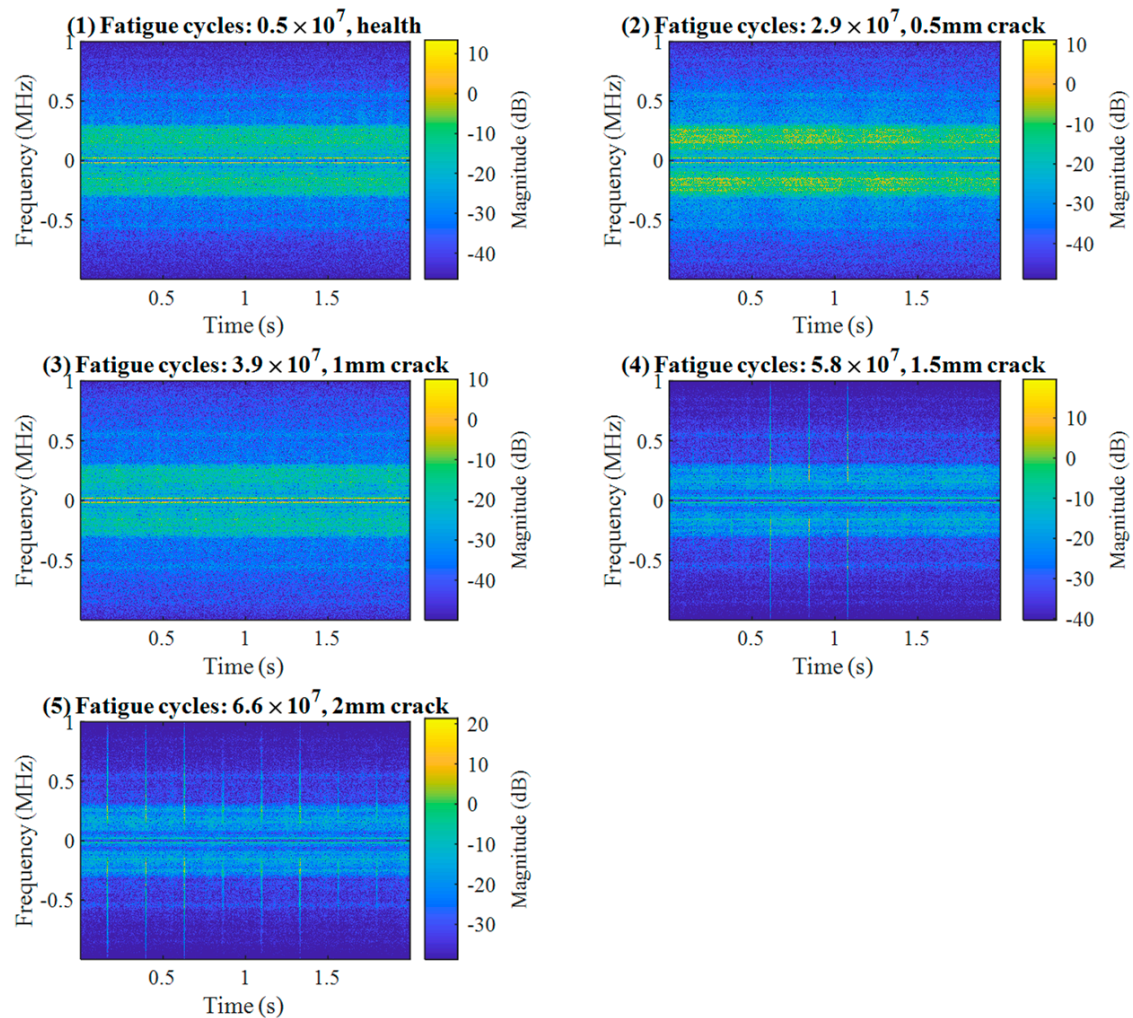 (1) Fatigue cycles: 0.5 × 10^7, health
Frequency (MHz)
1
0.5
0
-0.5
0.5 1 1.5
Time (s)
10
0
-10
-20
-30
-40
Magnitude (dB)
(2) Fatigue cycles: 2.9 × 10^7, 0.5mm crack
Frequency (MHz)
1
0.5
0
-0.5
0.5 1 1.5
Time (s)
10
0
-10
-20
-30
-40
Magnitude (dB)
(3) Fatigue cycles: 3.9 × 10^7, 1mm crack
Frequency (MHz)
1
0.5
0
-0.5
0.5 1 1.5
Time (s)
10
0
-10
-20
-30
-40
Magnitude (dB)
(4) Fatigue cycles: 5.8 × 10^7, 1.5mm crack
Frequency (MHz)
1
0.5
0
-0.5
0.5 1 1.5
Time (s)
10
0
-10
-20
-30
-40
Magnitude (dB)
(5) Fatigue cycles: 6.6 × 10^7, 2mm crack
Frequency (MHz)
1
0.5
0
-0.5
0.5 1 1.5
Time (s)
20
10
0
-10
-20
-30
Magnitude (dB)